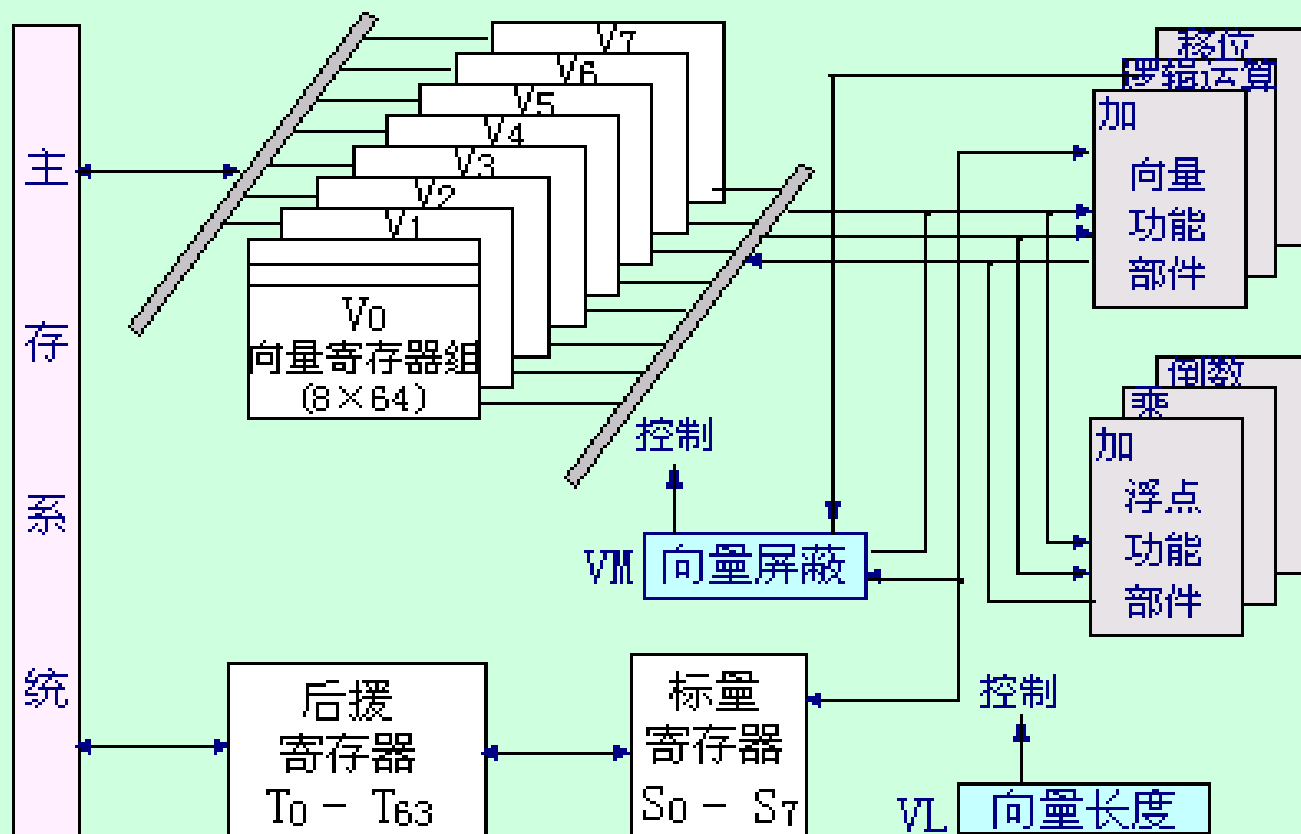 主
存
系
统
V7
V6
V5
V4
V3
V2
V1
V0
向量寄存器组
(8×64)
移位
逻辑运算
加
向量
功能
部件
倒数
乘
加
浮点
功能
部件
控制
VM 向量屏蔽
后援
寄存器
T0 - T63
标量
寄存器
S0 - S7
控制
VL 向量长度